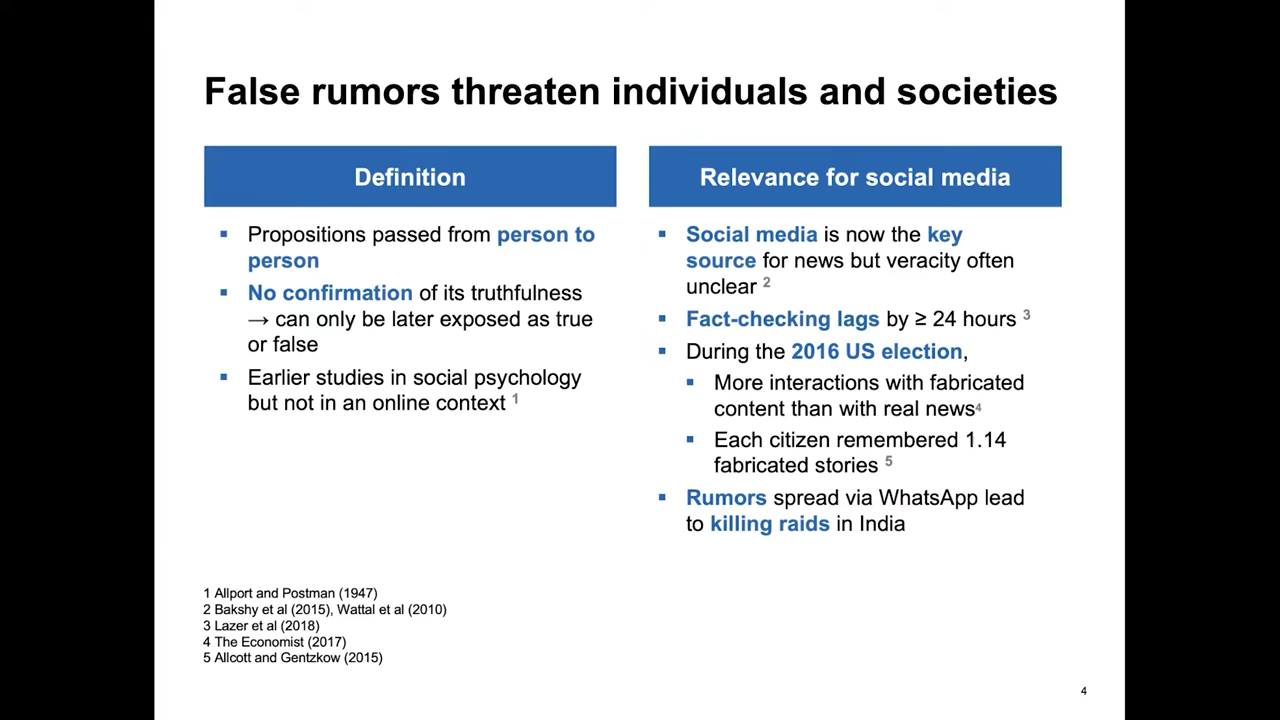 False rumors threaten individuals and societies
Definition
▪ Propositions passed from person to
person
▪ No confirmation of its truthfulness
→ can only be later exposed as true
or false
▪ Earlier studies in social psychology
but not in an online context 1
Relevance for social media
▪ Social media is now the key
source for news but veracity often
unclear 2
▪ Fact-checking lags by ≥ 24 hours 3
▪ During the 2016 US election,
▪ More interactions with fabricated
content than with real news4
▪ Each citizen remembered 1.14
fabricated stories 5
▪ Rumors spread via WhatsApp lead
to killing raids in India
1 Allport and Postman (1947)
2 Bakshy et al (2015), Wattal et al (2010)
3 Lazer et al (2018)
4 The Economist (2017)
5 Allcott and Gentzkow (2015)
4